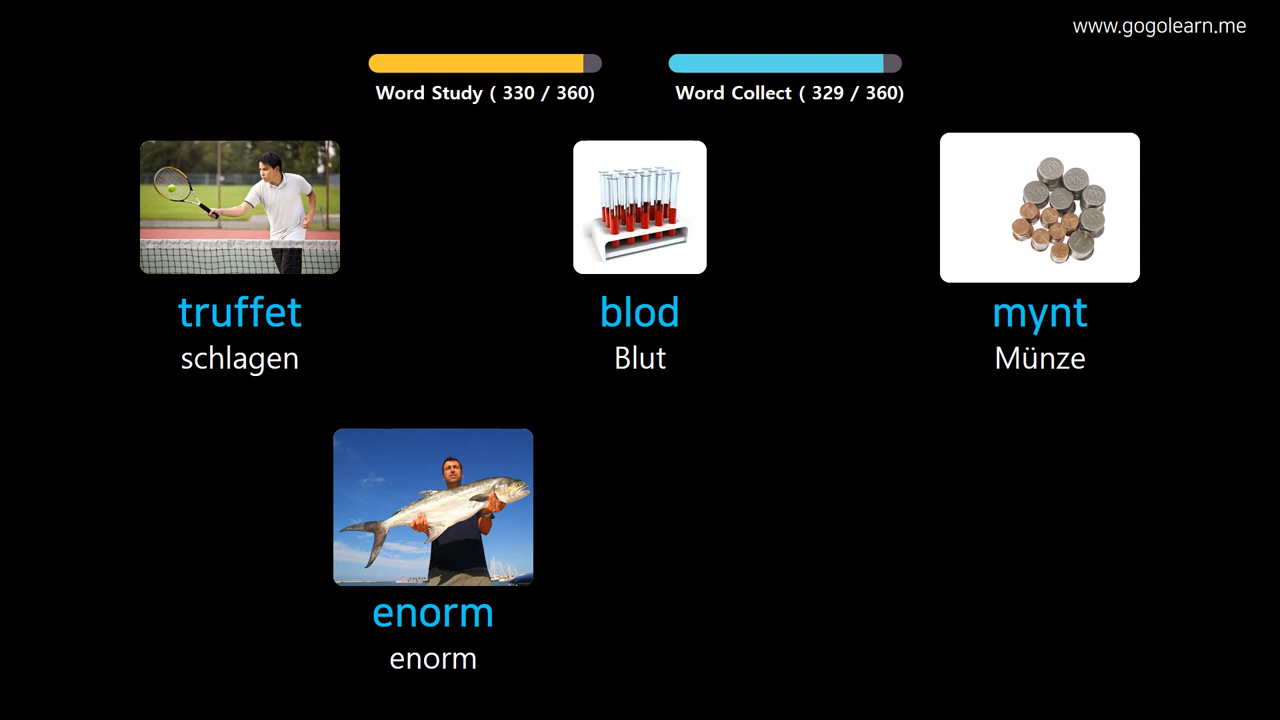 www.gogolearn.me
Word Study ( 330 / 360)
Word Collect ( 329 / 360)
truffet
blod
mynt
schlagen
Blut
Münze
enorm
enorm